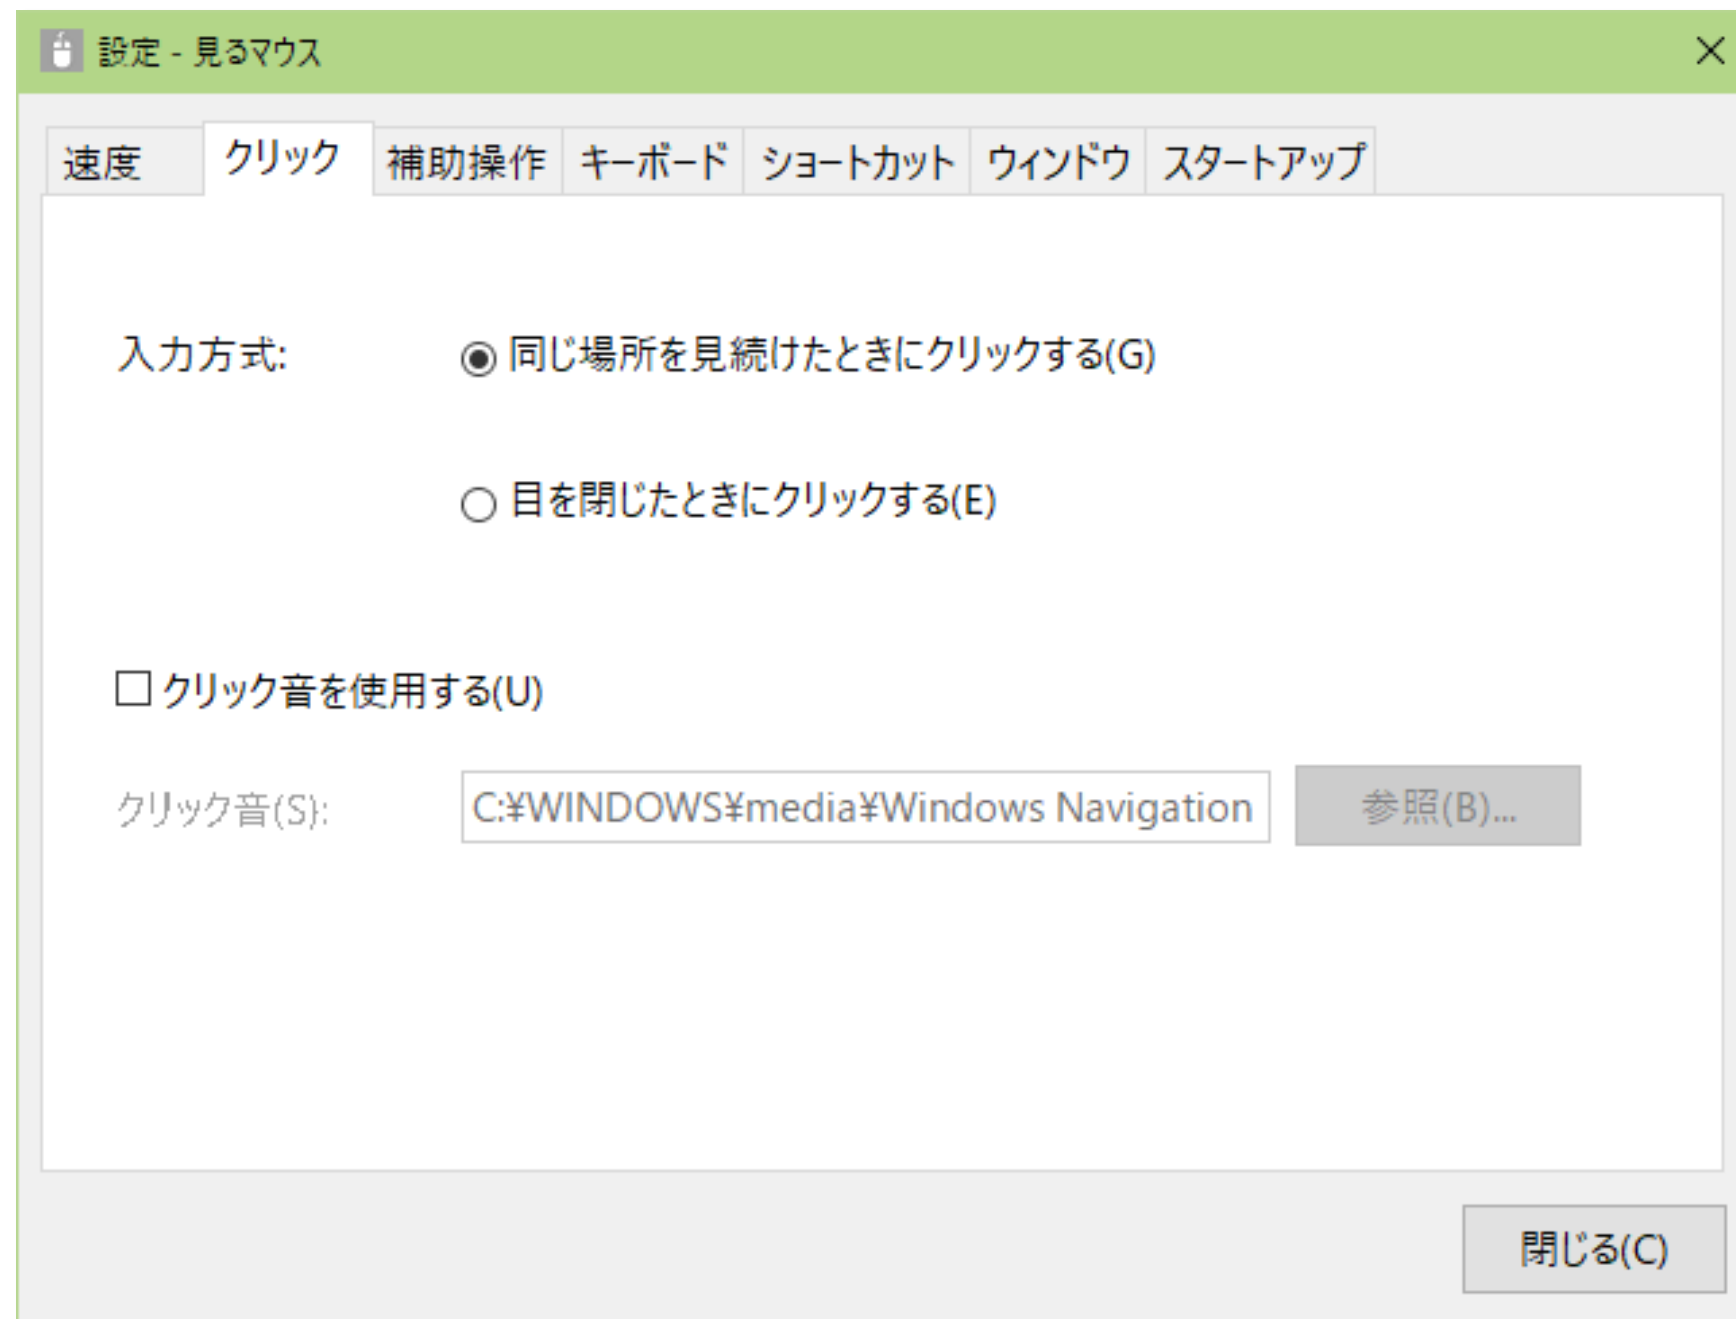 設定 - 見るマウス
速度 クリック 補助操作 キーボード ショートカット ウィンドウ スタートアップ
入力方式: 同じ場所を見続けたときにクリックする(G)
目を閉じたときにクリックする(E)
クリック音を使用する(U)
クリック音(S): C:¥WINDOWS¥media¥Windows Navigation 参照(B)...
閉じる(C)